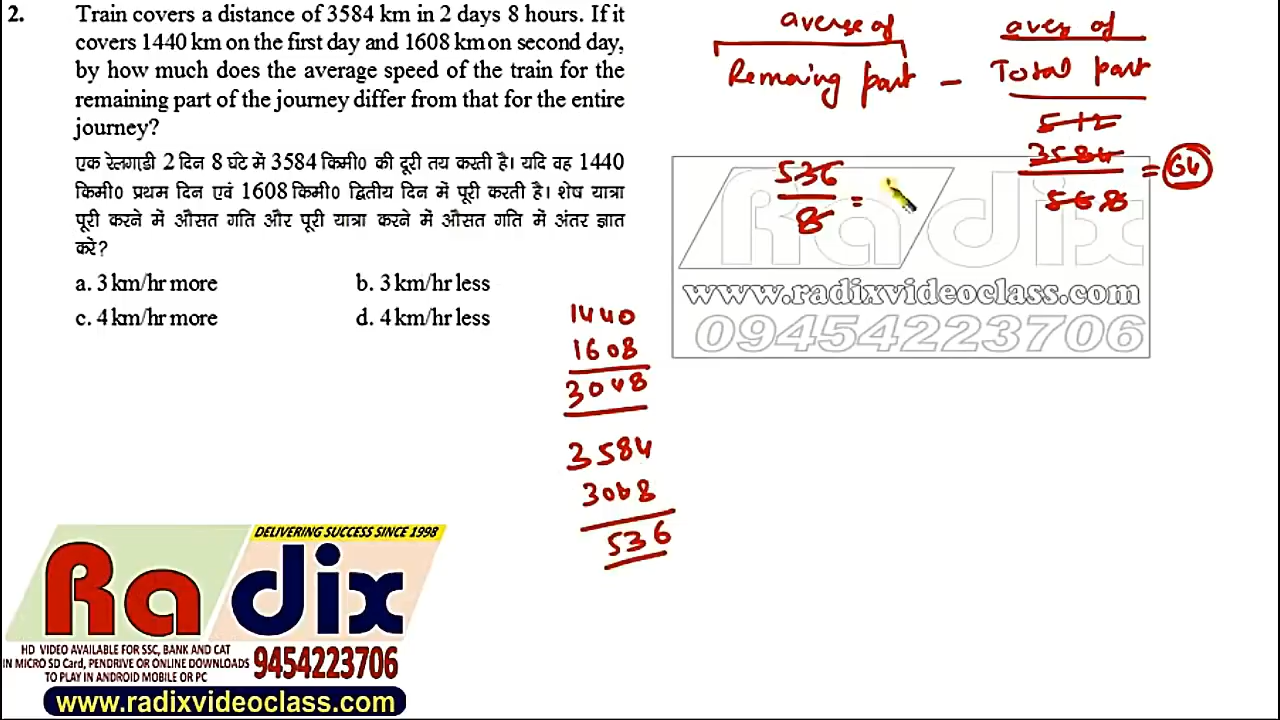 2. Train covers a distance of 3584 km in 2 days 8 hours. If it
covers 1440 km on the first day and 1608 km on second day,
by how much does the average speed of the train for the
remaining part of the journey differ from that for the entire
journey?
एक रेलगाडी 2 दिन 8 घंटे में 3584 किमी0 की दूरी तय करती है। यदि वह 1440
किमी0 प्रथम दिन एवं 1608 किमी0 द्वितीय दिन में पूरी करती है। शेष यात्रा
पूरी करने में औसत गति और पूरी यात्रा करने में औसत गति में अंतर ज्ञात
करें?
a. 3 km/hr more b. 3 km/hr less
c. 4 km/hr more d. 4 km/hr less
averge of avers of
Remaing part - Total part
512
3584
568 = 64
536
8 =
1440
1608
3048
3584
3048
536
Radix
www.radixvideoclass.com
09454223706
DELIVERING SUCCESS SINCE 1998
Radix
HD VIDEO AVAILABLE FOR SSC, BANK AND CAT
IN MICRO SD Card, PENDRIVE OR ONLINE DOWNLOADS
TO PLAY IN ANDROID MOBILE OR PC
9454223706
www.radixvideoclass.com